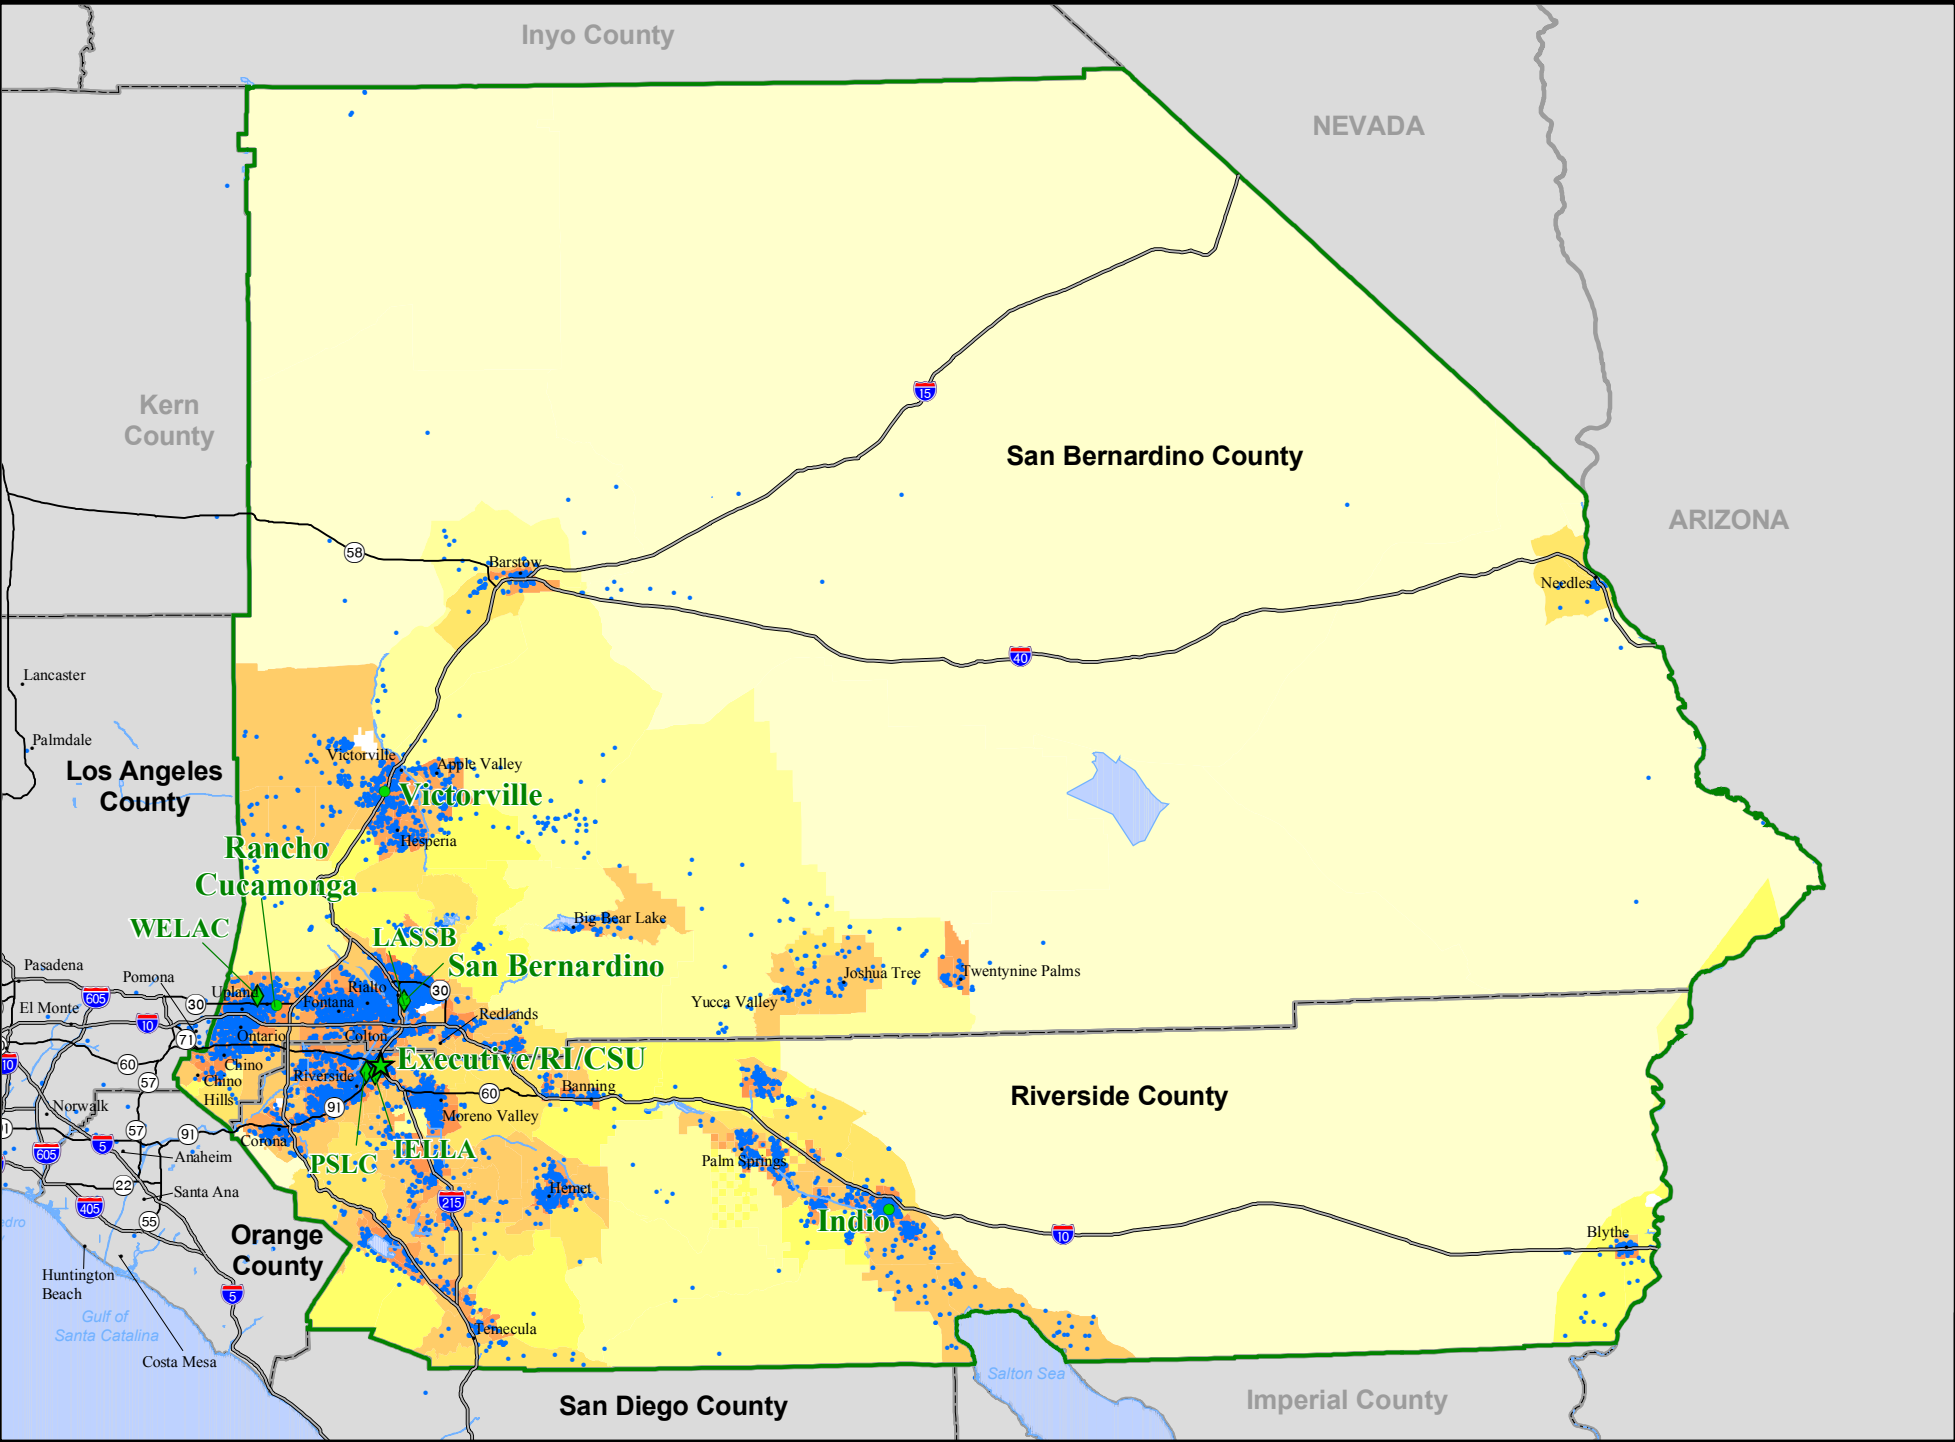 Inyo County
NEVADA
Kern
County
15
San Bernardino County
ARIZONA
58
Barstow
Needles
40
Lancaster
Palmdale
Los Angeles
County
Victorville
Apple Valley
Victorville
Hesperia
Rancho
Cucamonga
WELAC
LASSB
Big Bear Lake
San Bernardino
Pasadena
Pomona
Upland
Rialto
30
Joshua Tree
Twentynine Palms
605
30
Fontana
Yucca Valley
El Monte
10
Redlands
71
Ontario
Colton
10
60
Chino
Executive/RI/CSU
57
Chino
Hills
Riverside
Banning
60
Riverside County
Norwalk
91
Moreno Valley
57
91
5
Corona
605
Anaheim
IELLA
PSLC
Palm Springs
22
Santa Ana
Hemet
405
215
55
Indio
Orange
County
10
Blythe
Huntington
Beach
5
Gulf of
Santa Catalina
Temecula
Costa Mesa
Salton Sea
San Diego County
Imperial County